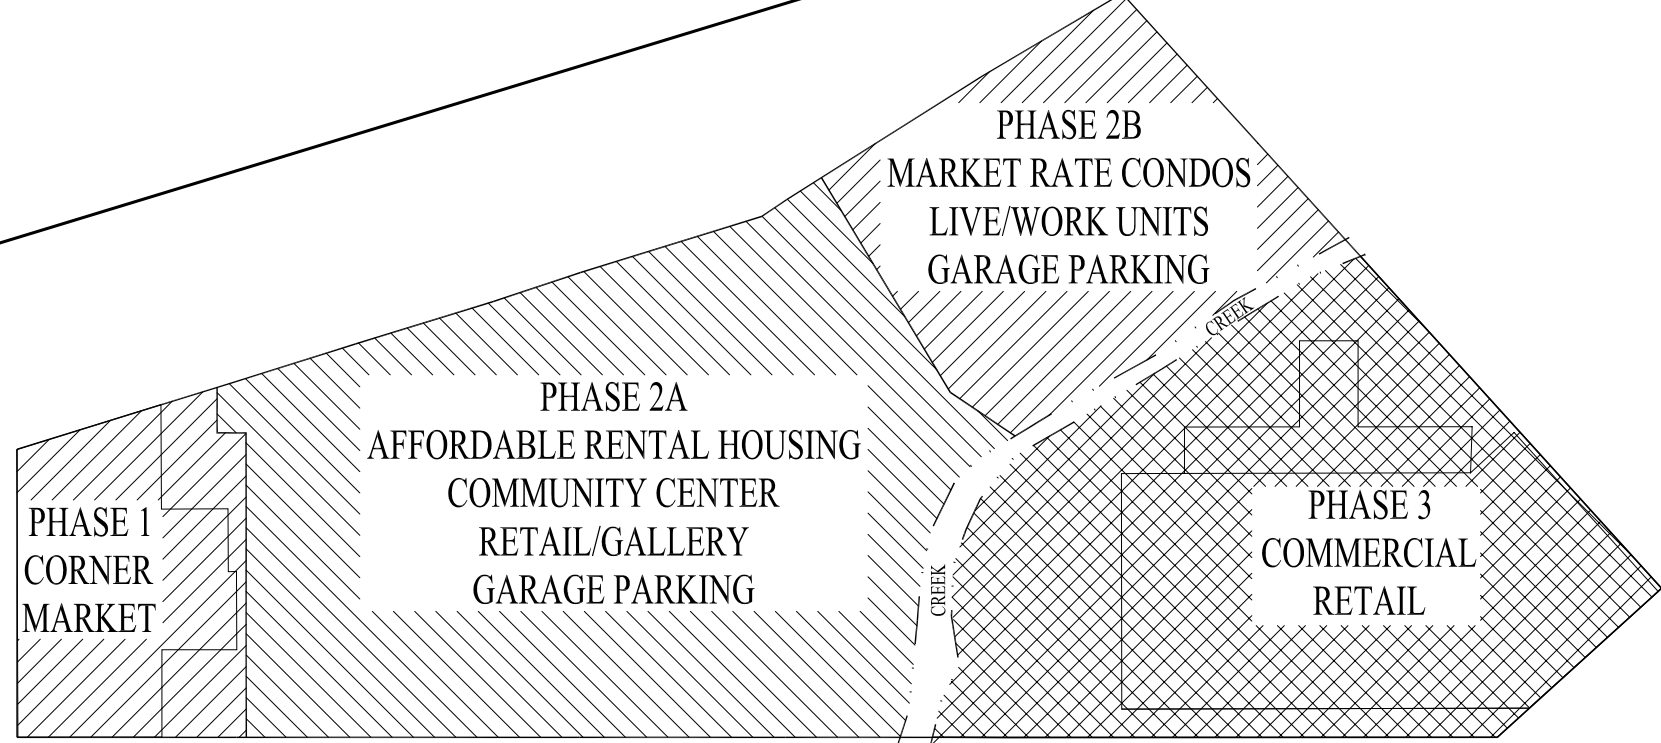 PHASE 2B
MARKET RATE CONDOS
LIVE/WORK UNITS
GARAGE PARKING
CREEK
PHASE 2A
AFFORDABLE RENTAL HOUSING
COMMUNITY CENTER
RETAIL/GALLERY
GARAGE PARKING
PHASE 1
CORNER
MARKET
CREEK
PHASE 3
COMMERCIAL
RETAIL